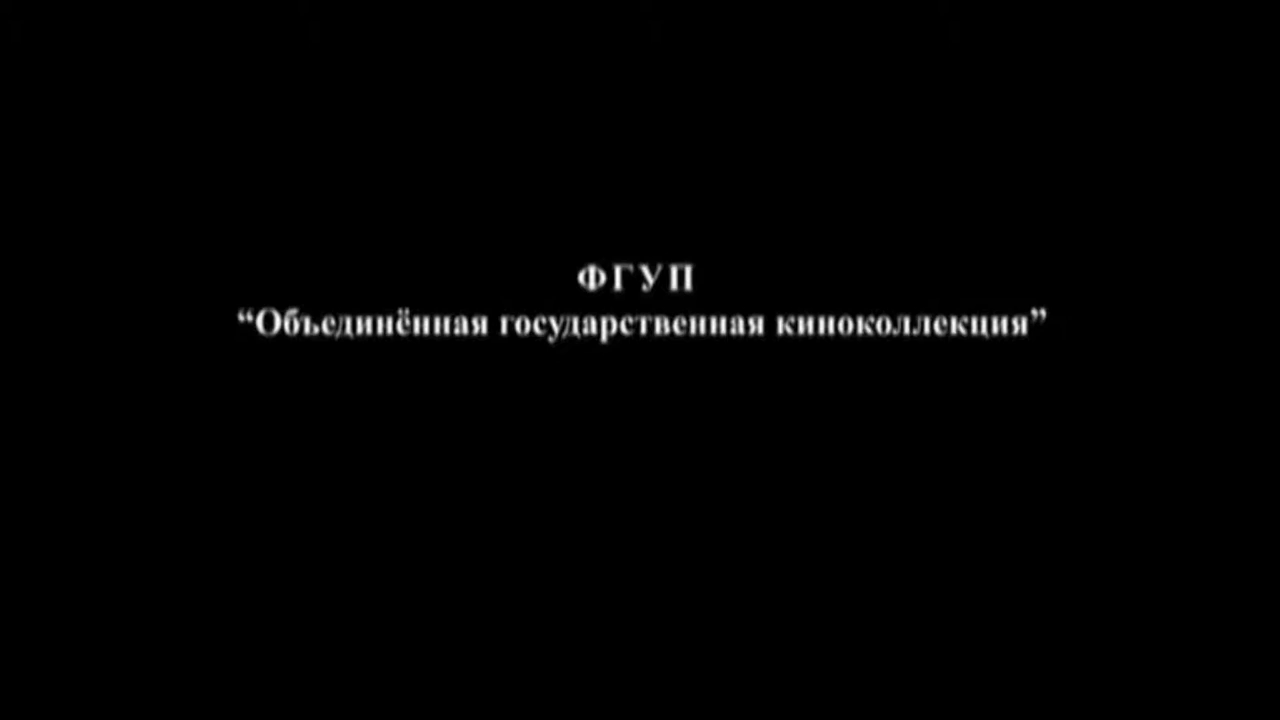 ФГУП
“Объединённая государственная киноколлекция”